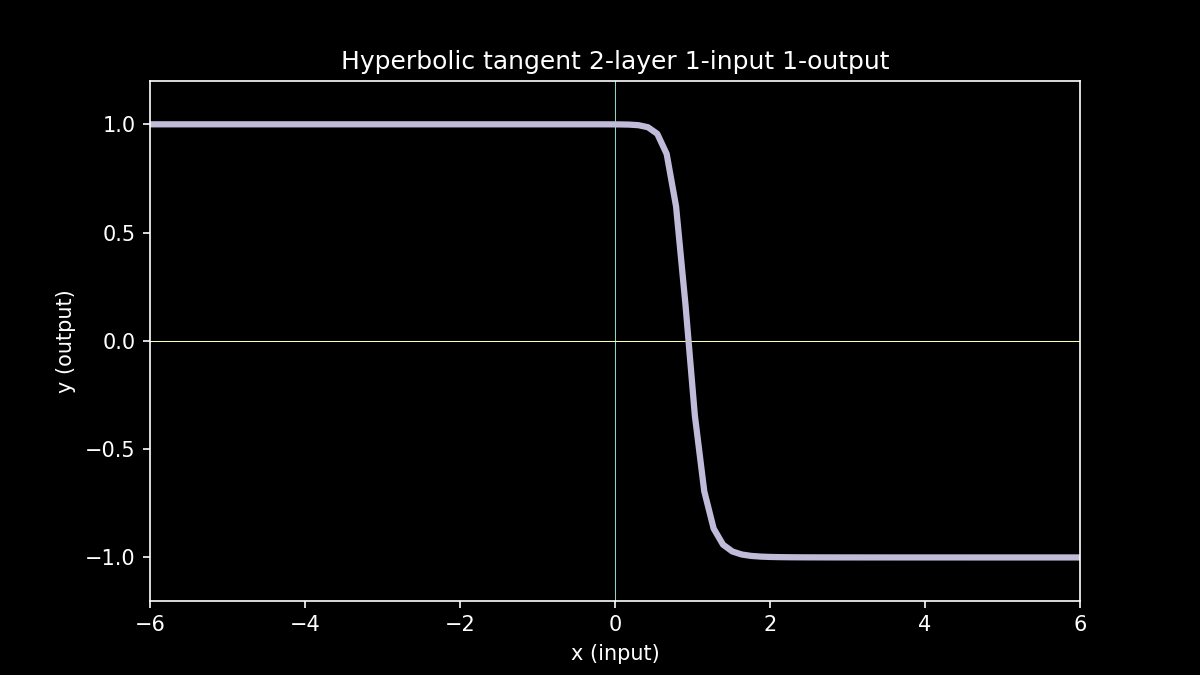 Hyperbolic tangent 2-layer 1-input 1-output
1.0
0.5
0.0
−0.5
−1.0
y (output)
−6 −4 −2 0 2 4 6
x (input)